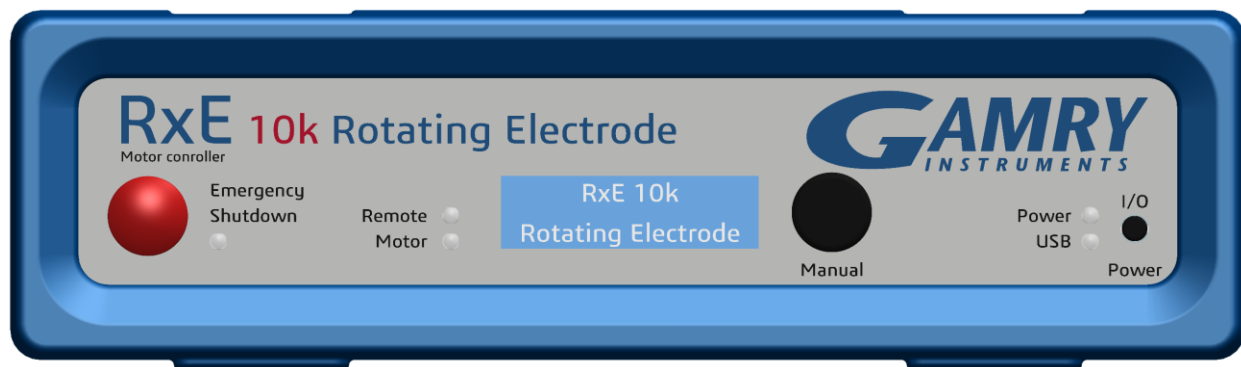 RxE 10k Rotating Electrode
Motor conroller
GAMRY
INSTRUMENTS
Emergency
Shutdown
Remote
Motor
RxE 10k
Rotating Electrode
Manual
Power
USB
I/O
Power